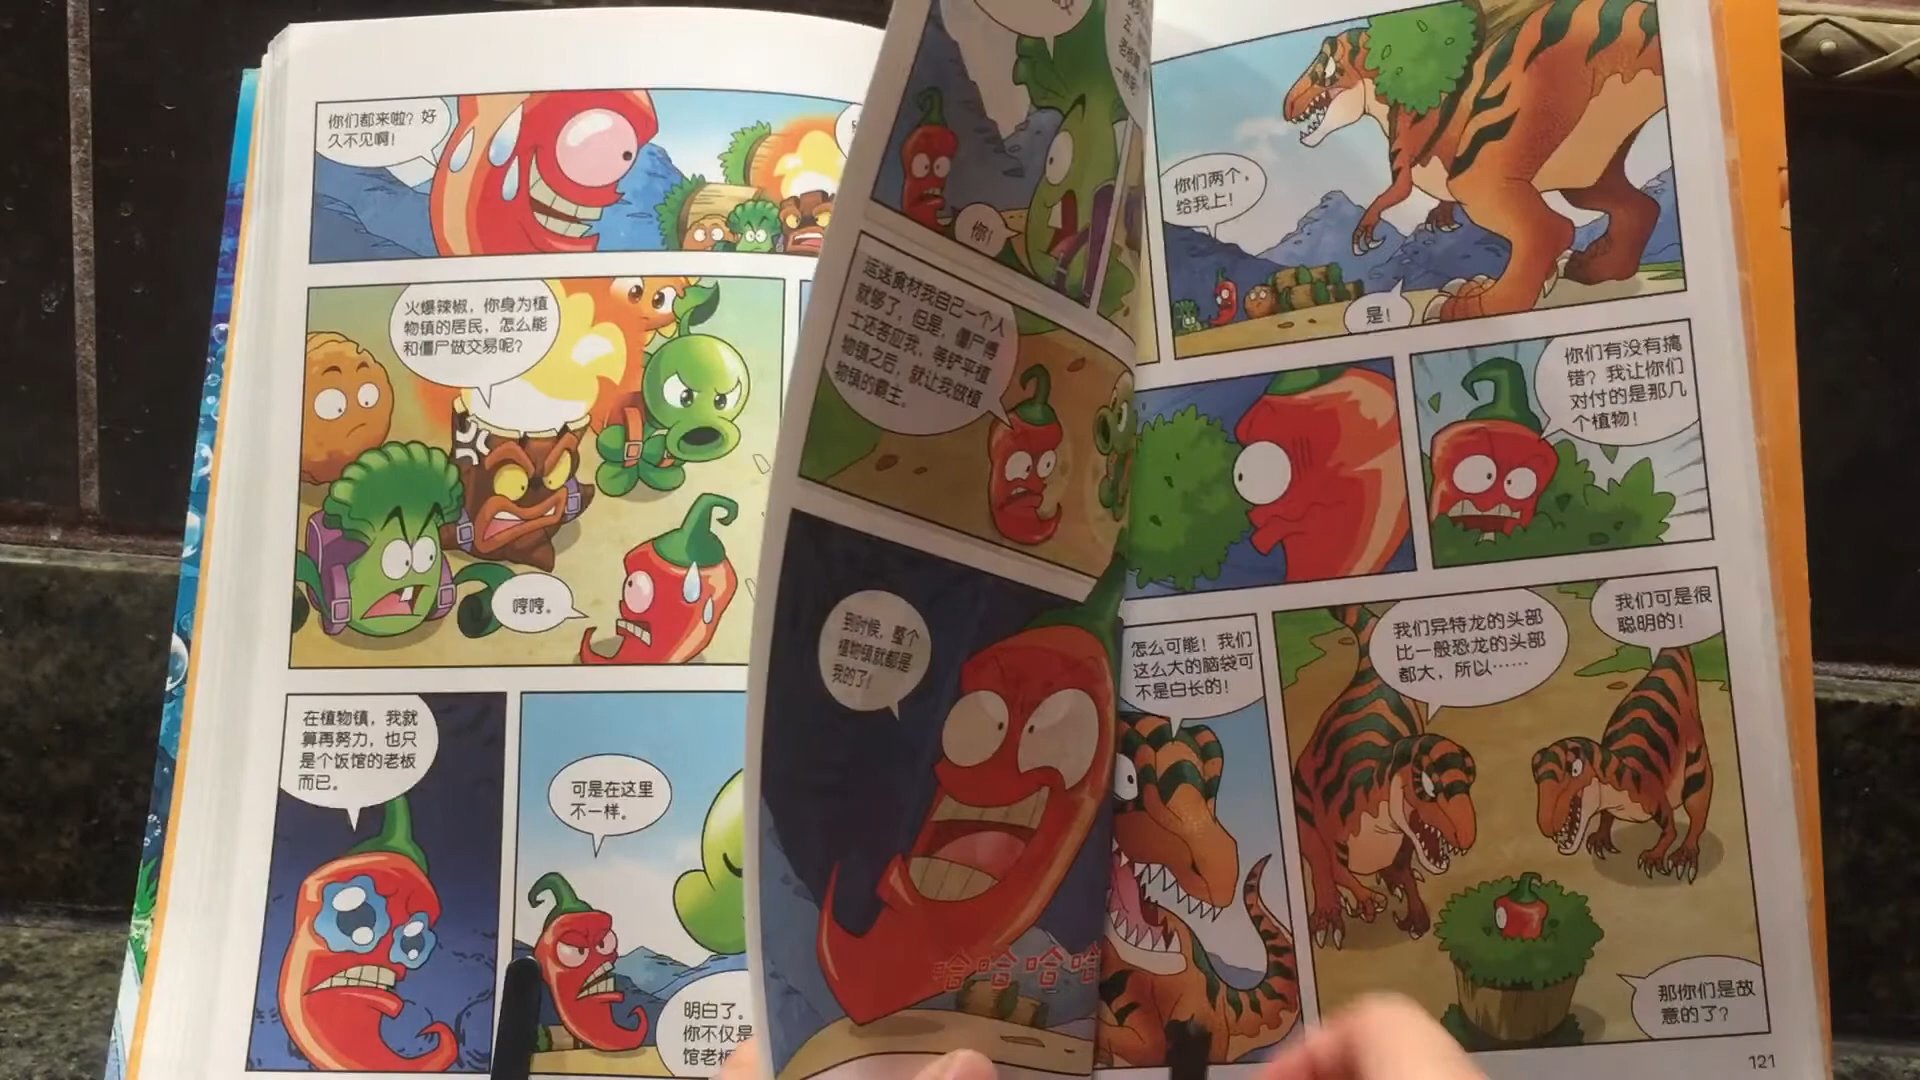 你们都来啦？好
久不见啊！
火爆辣椒，你身为植
物镇的居民，怎么能
和僵尸做交易呢？
哼哼。
在植物镇，我就
算再努力，也只
是个饭馆的老板
而已。
可是在这里
不一样。
明白了。
你不仅是
馆老板
你！
运送食材我自己一个人
就够了，但是，僵尸博
士还答应我，等铲平植
物镇之后，就让我做植
物镇的霸主。
到时候，整个
植物镇就都是
我的了！
哈哈哈哈
你们两个，
给我上！
是！
你们有没有搞
错？我让你们
对付的是那几
个植物！
怎么可能！我们
这么大的脑袋可
不是白长的！
我们异特龙的头部
比一般恐龙的头部
都大，所以……
我们可是很
聪明的！
那你们是故
意的了？
121